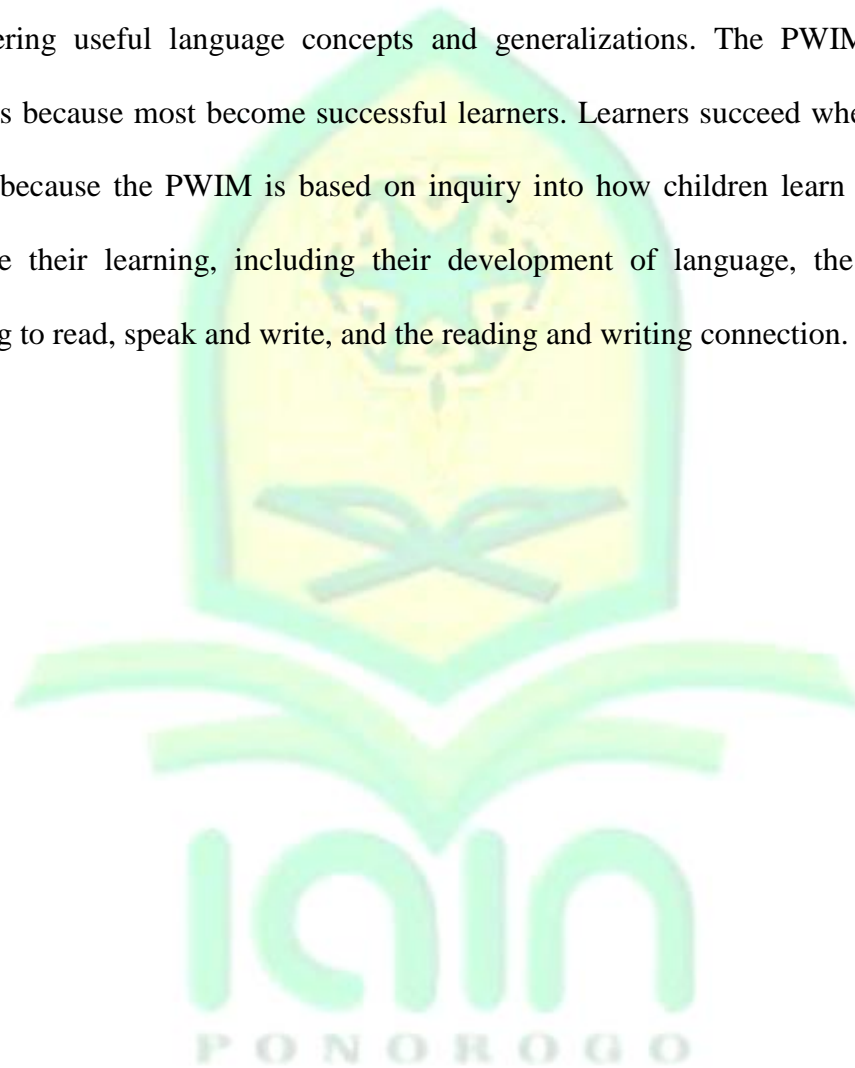 ering useful language concepts and generalizations. The PWIM
s because most become successful learners. Learners succeed whe
because the PWIM is based on inquiry into how children learn
e their learning, including their development of language, the
g to read, speak and write, and the reading and writing connection.
iain
PONOROGO